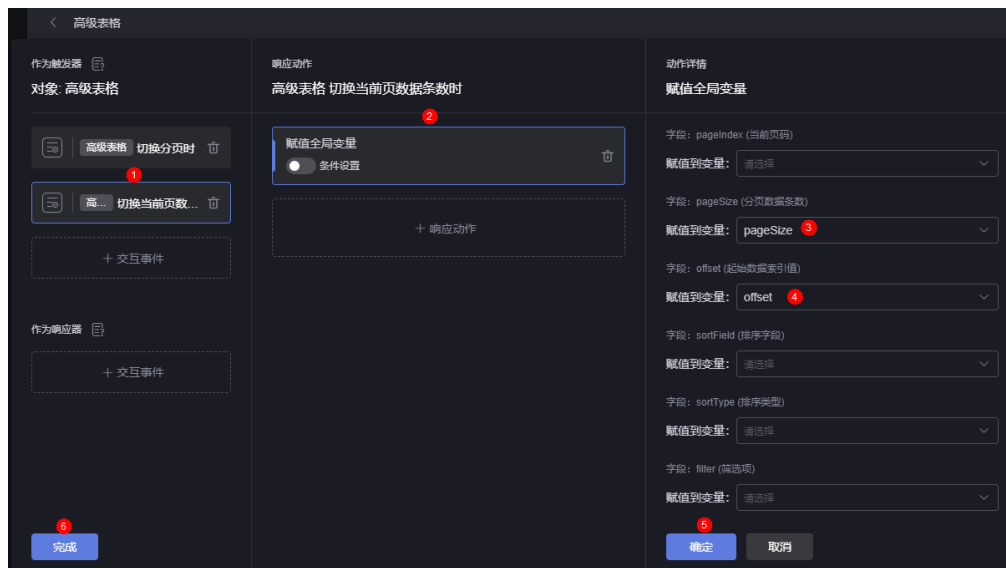 高级表格
作为触发器
对象: 高级表格
高级表格 切换分页时
1
高... 切换当前页数...
+ 交互事件
作为响应器
+ 交互事件
6
完成
响应动作
高级表格 切换当前页数据条数时
2
赋值全局变量
条件设置
+ 响应动作
动作详情
赋值全局变量
字段: pageIndex (当前页码)
赋值到变量: 请选择
字段: pageSize (分页数据条数)
赋值到变量: pageSize 3
字段: offset (起始数据索引值)
赋值到变量: offset 4
字段: sortField (排序字段)
赋值到变量: 请选择
字段: sortType (排序类型)
赋值到变量: 请选择
字段: filter (筛选项)
赋值到变量: 请选择
5
确定 取消